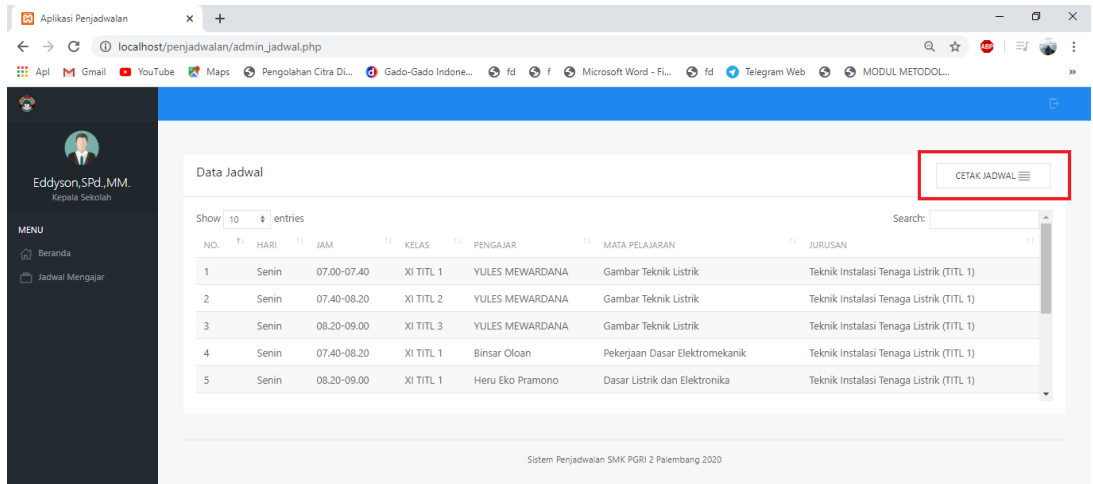 Aplikasi Penjadwalan
localhost/penjadwalan/admin_jadwal.php
ABP
Apl Gmail YouTube Maps Pengolahan Citra Di... Gado-Gado Indone... fd f Microsoft Word - Fi... fd Telegram Web MODUL METODOL... »
Eddyson,SPd.,MM.
Kepala Sekolah
MENU
Beranda
Jadwal Mengajar
Data Jadwal
CETAK JADWAL
Show 10 entries
Search:
NO. HARI JAM KELAS PENGAJAR MATA PELAJARAN JURUSAN
1 Senin 07.00-07.40 XI TITL 1 YULES MEWARDANA Gambar Teknik Listrik Teknik Instalasi Tenaga Listrik (TITL 1)
2 Senin 07.40-08.20 XI TITL 2 YULES MEWARDANA Gambar Teknik Listrik Teknik Instalasi Tenaga Listrik (TITL 1)
3 Senin 08.20-09.00 XI TITL 3 YULES MEWARDANA Gambar Teknik Listrik Teknik Instalasi Tenaga Listrik (TITL 1)
4 Senin 07.40-08.20 XI TITL 1 Binsar Oloan Pekerjaan Dasar Elektromekanik Teknik Instalasi Tenaga Listrik (TITL 1)
5 Senin 08.20-09.00 XI TITL 1 Heru Eko Pramono Dasar Listrik dan Elektronika Teknik Instalasi Tenaga Listrik (TITL 1)
Sistem Penjadwalan SMK PGRI 2 Palembang 2020